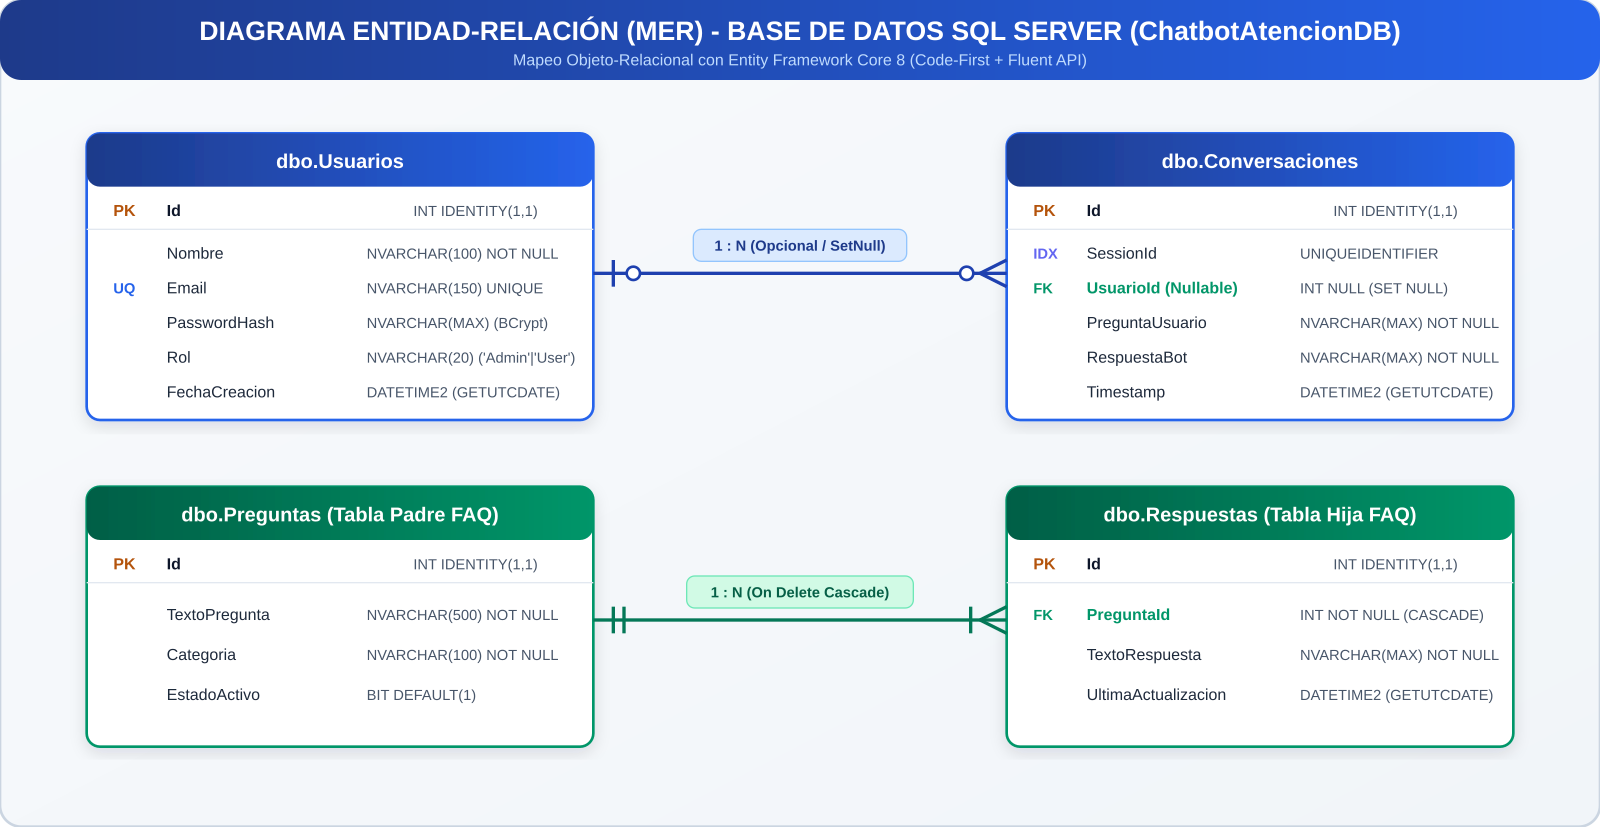 DIAGRAMA ENTIDAD-RELACIÓN (MER) - BASE DE DATOS SQL SERVER (ChatbotAtencionDB)
Mapeo Objeto-Relacional con Entity Framework Core 8 (Code-First + Fluent API)
dbo.Usuarios
PK Id INT IDENTITY(1,1)
Nombre NVARCHAR(100) NOT NULL
UQ Email NVARCHAR(150) UNIQUE
PasswordHash NVARCHAR(MAX) (BCrypt)
Rol NVARCHAR(20) ('Admin'|'User')
FechaCreacion DATETIME2 (GETUTCDATE)
1 : N (Opcional / SetNull)
dbo.Conversaciones
PK Id INT IDENTITY(1,1)
IDX SessionId UNIQUEIDENTIFIER
FK UsuarioId (Nullable) INT NULL (SET NULL)
PreguntaUsuario NVARCHAR(MAX) NOT NULL
RespuestaBot NVARCHAR(MAX) NOT NULL
Timestamp DATETIME2 (GETUTCDATE)
dbo.Preguntas (Tabla Padre FAQ)
PK Id INT IDENTITY(1,1)
TextoPregunta NVARCHAR(500) NOT NULL
Categoria NVARCHAR(100) NOT NULL
EstadoActivo BIT DEFAULT(1)
1 : N (On Delete Cascade)
dbo.Respuestas (Tabla Hija FAQ)
PK Id INT IDENTITY(1,1)
FK PreguntaId INT NOT NULL (CASCADE)
TextoRespuesta NVARCHAR(MAX) NOT NULL
UltimaActualizacion DATETIME2 (GETUTCDATE)